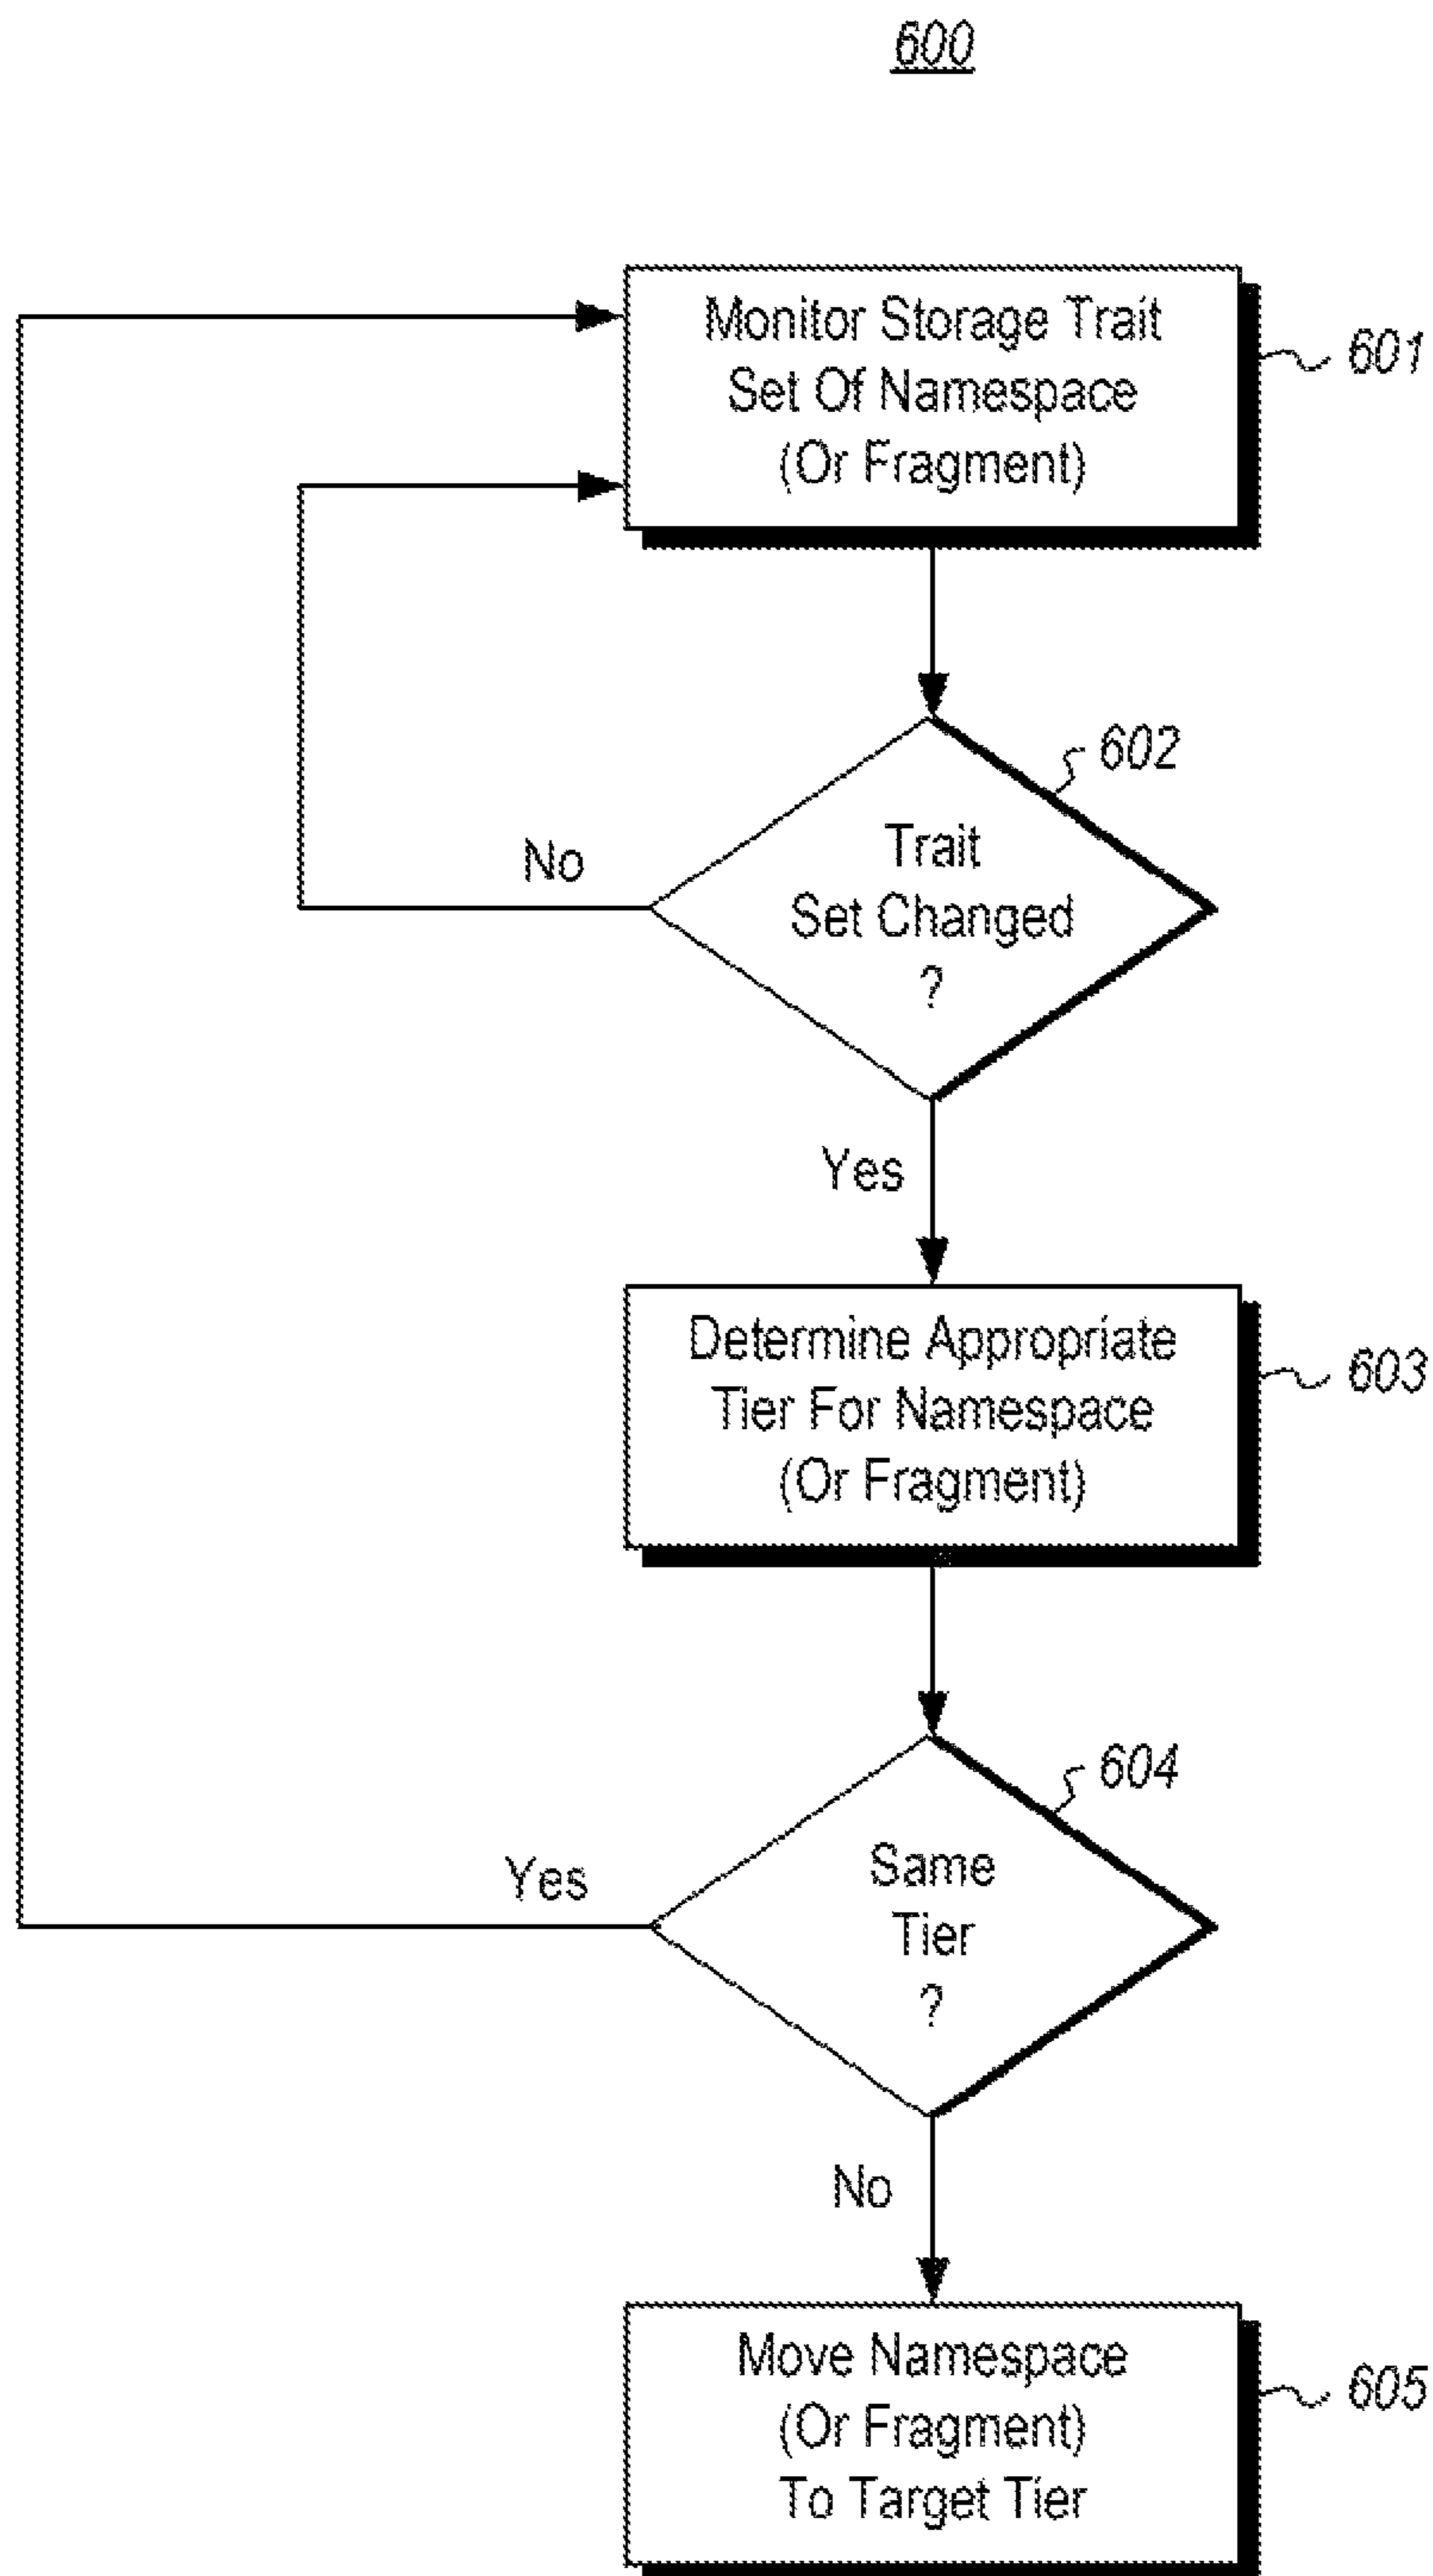 600
Monitor Storage Trait
Set Of Namespace
(Or Fragment)
601
602
Trait
Set Changed
?
No
Yes
Determine Appropriate
Tier For Namespace
(Or Fragment)
603
604
Same
Tier
?
Yes
No
Move Namespace
(Or Fragment)
To Target Tier
605